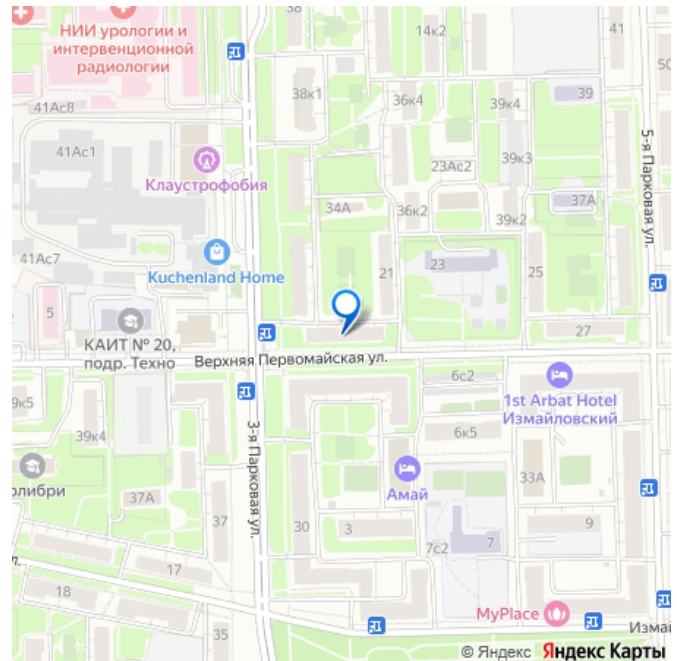 НИИ урологии и
интервенционной
радиологии
38
14к2
41
50
41Ас8
38к1
36к4
39к4
39
5-я Парковая ул.
41Ас1
39к3
23Ас2
Клаустрофобия
34А
36к2
39к2
37А
41Ас7
21
23
25
Kuchenland Home
5
27
КАИТ № 20,
подр. Техно
Верхняя Первомайская ул.
6с2
1st Arbat Hotel
Измайловский
9к5
3-я Парковая ул.
39к4
6к5
олибри
Амай
33А
37А
37
30
3
9
7с2
7
л.
17
18
MyPlace
35
Измай
© Яндекс Яндекс Карты